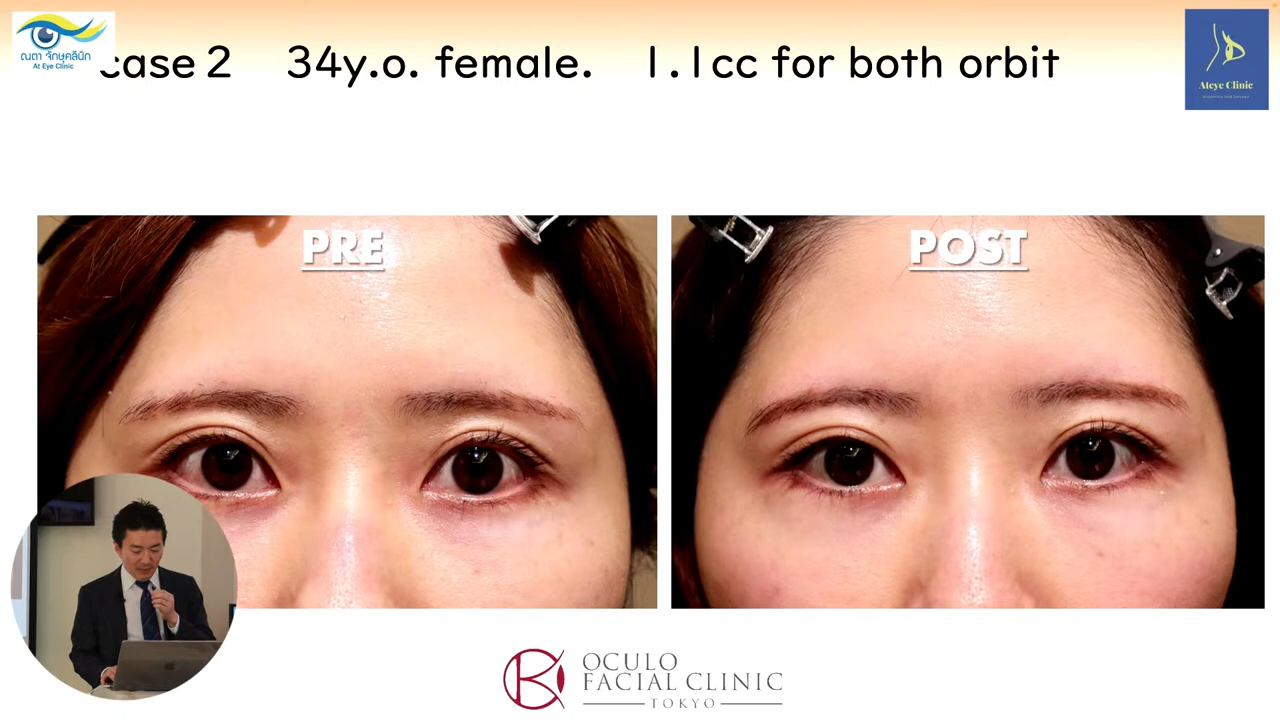 ณตา จักษุคลินิก
At Eye Clinic
case 2 34y.o. female. 1.1cc for both orbit
Ateye Clinic
PRE
POST
OCULO
FACIAL CLINIC
TOKYO